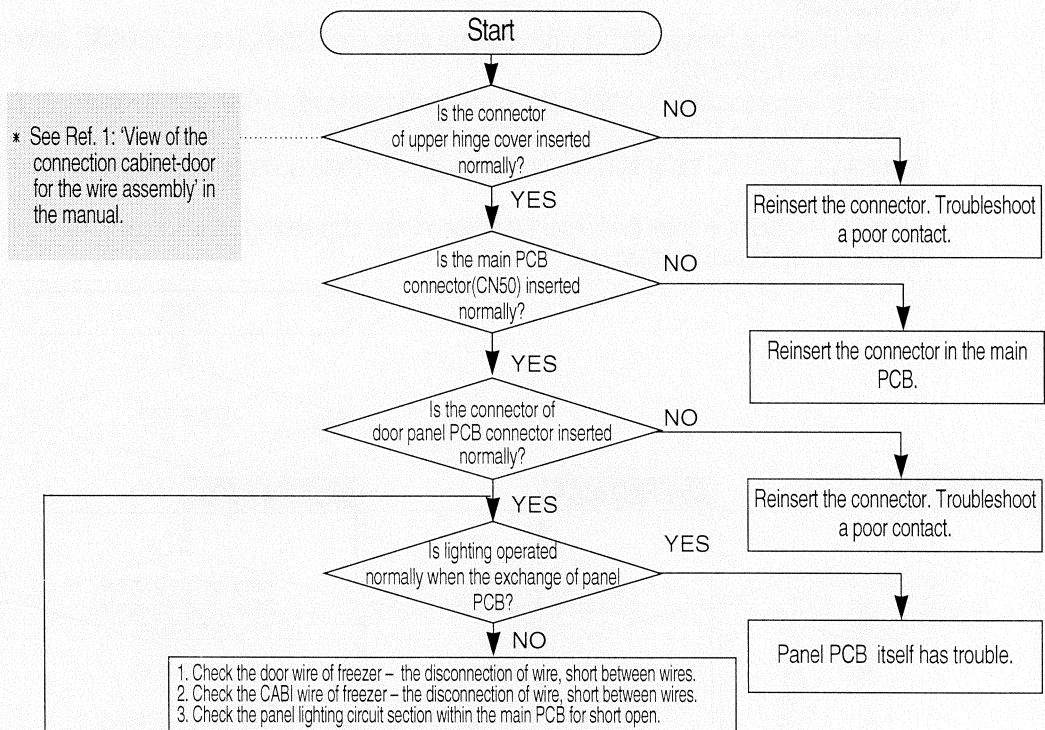 Start
Is the connector
of upper hinge cover inserted
normally?
NO
* See Ref. 1: 'View of the
connection cabinet-door
for the wire assembly' in
the manual.
Reinsert the connector. Troubleshoot
a poor contact.
YES
Is the main PCB
connector(CN50) inserted
normally?
NO
Reinsert the connector in the main
PCB.
YES
Is the connector of
door panel PCB connector inserted
normally?
NO
Reinsert the connector. Troubleshoot
a poor contact.
YES
Is lighting operated
normally when the exchange of panel
PCB?
YES
Panel PCB itself has trouble.
NO
1. Check the door wire of freezer – the disconnection of wire, short between wires.
2. Check the CABI wire of freezer – the disconnection of wire, short between wires.
3. Check the panel lighting circuit section within the main PCB for short open.